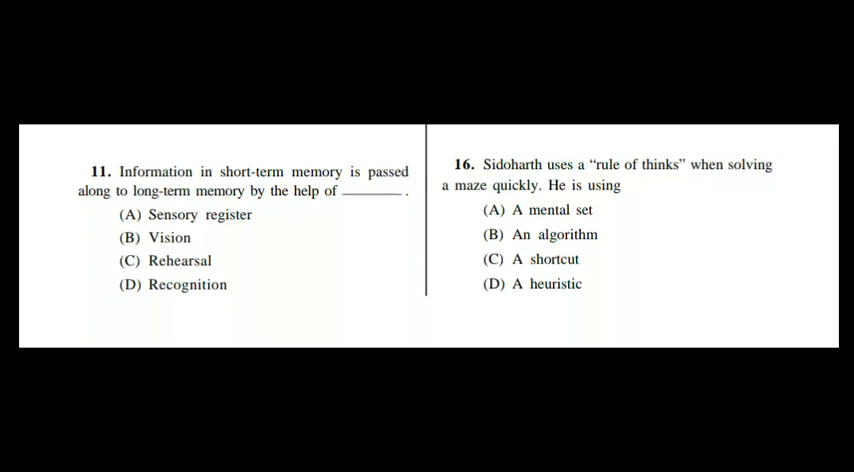 11. Information in short-term memory is passed
along to long-term memory by the help of ________ .
(A) Sensory register
(B) Vision
(C) Rehearsal
(D) Recognition
16. Sidoharth uses a “rule of thinks” when solving
a maze quickly. He is using
(A) A mental set
(B) An algorithm
(C) A shortcut
(D) A heuristic